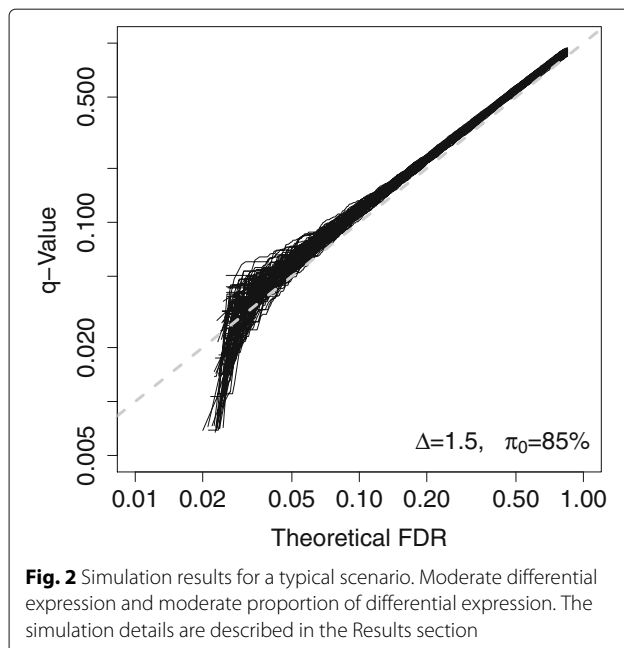 0.500
0.100
0.020
0.005
q-Value
Δ=1.5, π₀=85%
0.01 0.02 0.05 0.10 0.20 0.50 1.00
Theoretical FDR
Fig. 2 Simulation results for a typical scenario. Moderate differential
expression and moderate proportion of differential expression. The
simulation details are described in the Results section